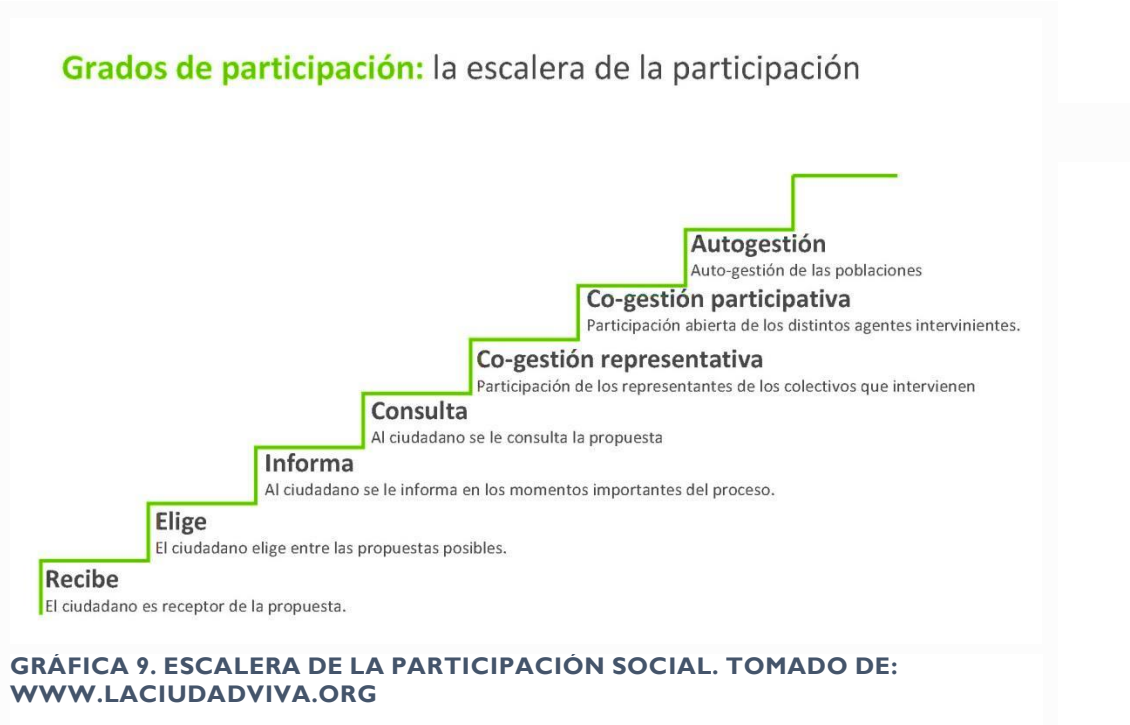 Grados de participación: la escalera de la participación
Autogestión
Auto-gestión de las poblaciones
Co-gestión participativa
Participación abierta de los distintos agentes intervinientes.
Co-gestión representativa
Participación de los representantes de los colectivos que intervienen
Consulta
Al ciudadano se le consulta la propuesta
Informa
Al ciudadano se le informa en los momentos importantes del proceso.
Elige
El ciudadano elige entre las propuestas posibles.
Recibe
El ciudadano es receptor de la propuesta.
GRÁFICA 9. ESCALERA DE LA PARTICIPACIÓN SOCIAL. TOMADO DE:
WWW.LACIUDADVIVA.ORG